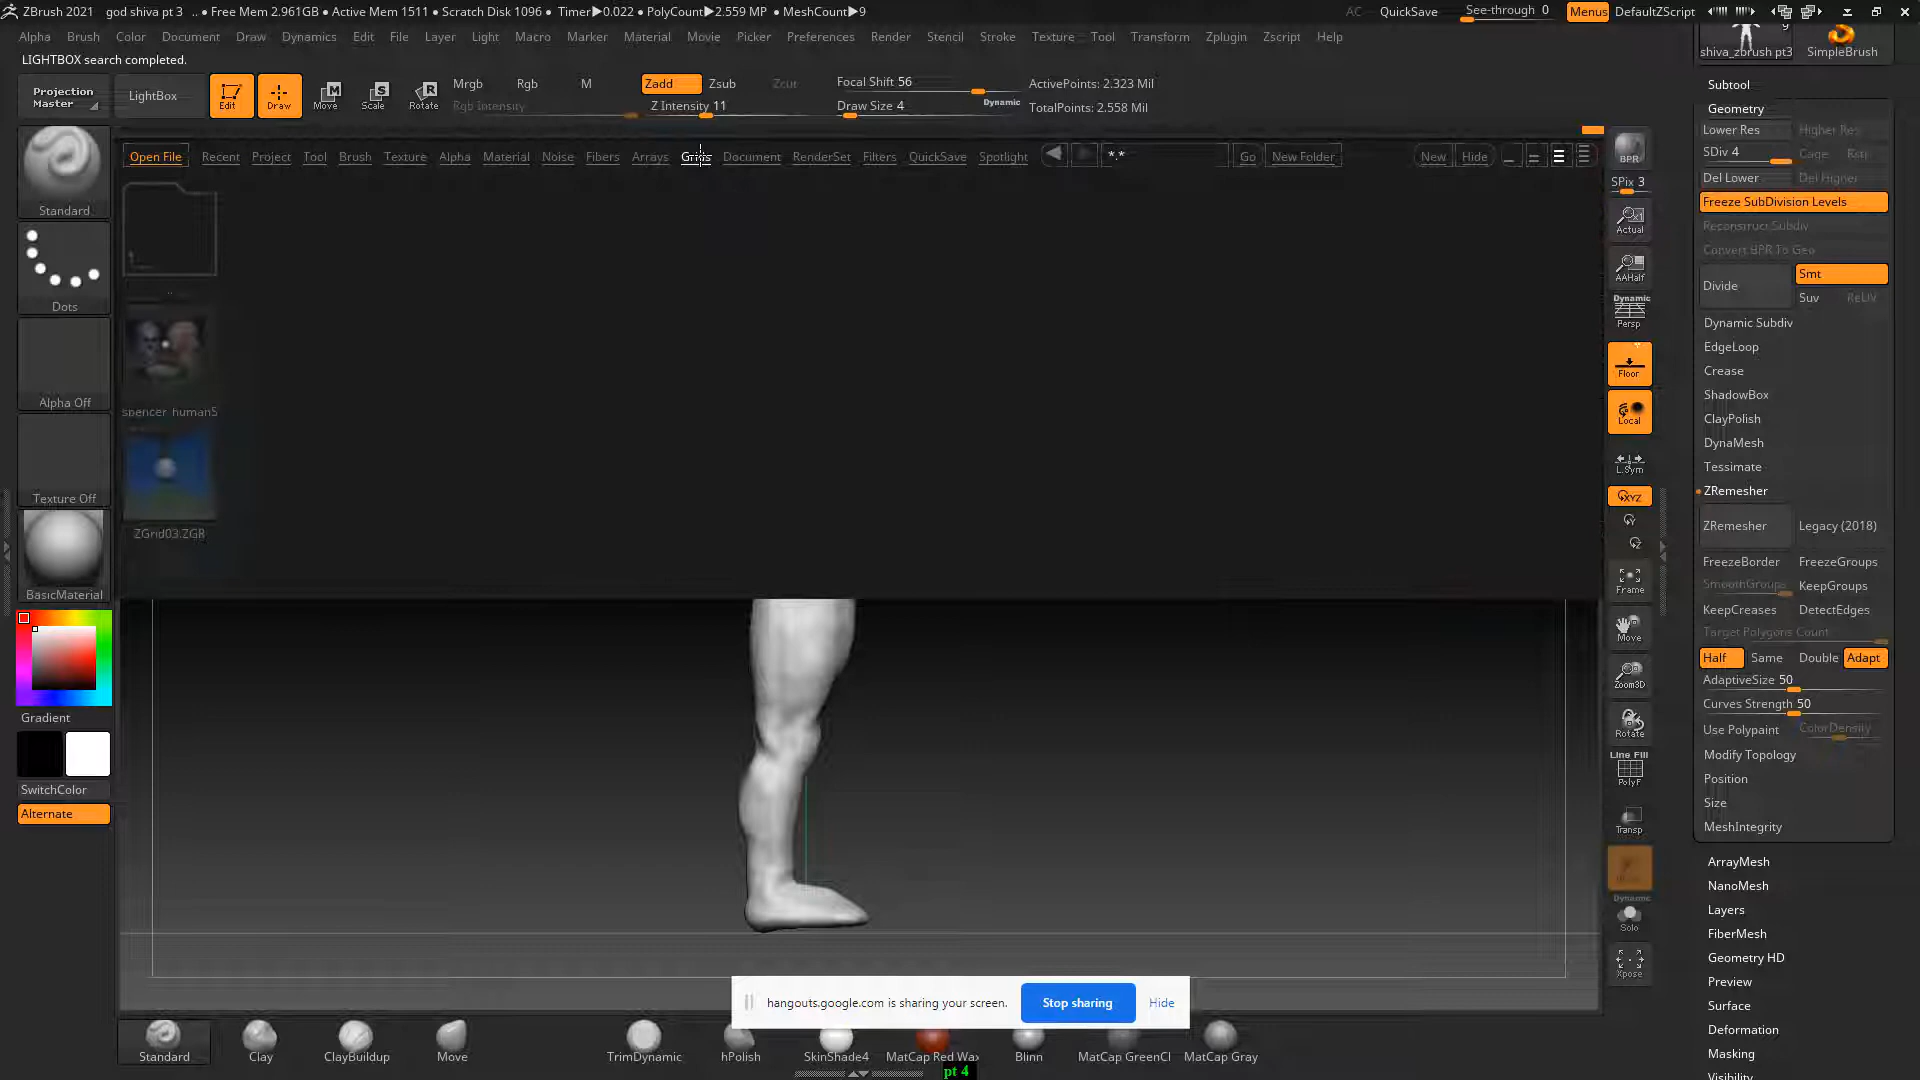 ZBrush 2021 god shiva pt 3 .. ● Free Mem 2.961GB ● Active Mem 1511 ● Scratch Disk 1096 ● Timer▶0.022 ● PolyCount▶2.559 MP ● MeshCount▶9 AC QuickSave See-through 0 Menus DefaultZScript
Alpha Brush Color Document Draw Dynamics Edit File Layer Light Macro Marker Material Movie Picker Preferences Render Stencil Stroke Texture Tool Transform Zplugin Zscript Help
9
shiva_zbrush pt3 SimpleBrush
LIGHTBOX search completed.
Projection Master
LightBox
Edit Draw Move Scale Rotate
Mrgb Rgb M
Rgb Intensity
Zadd Zsub Zcut
Z Intensity 11
Focal Shift 56
Draw Size 4
Dynamic
ActivePoints: 2.323 Mil
TotalPoints: 2.558 Mil
Open File Recent Project Tool Brush Texture Alpha Material Noise Fibers Arrays Grids Document RenderSet Filters QuickSave Spotlight *.* Go New Folder New Hide
Standard
Dots
Alpha Off
Texture Off
BasicMaterial
Gradient
SwitchColor
Alternate
..
spencer_human5
ZGrid03.ZGR
BPR
SPix 3
Actual
AAHalf
Dynamic
Persp
Floor
Local
L.Sym
XYZ
Y
Z
Frame
Move
Zoom3D
Rotate
Line Fill
PolyF
Transp
Dynamic
Solo
Xpose
Subtool
Geometry
Lower Res Higher Res
SDiv 4 Cage Rstr
Del Lower Del Higher
Freeze SubDivision Levels
Reconstruct Subdiv
Convert BPR To Geo
Divide Smt
Suv ReUV
Dynamic Subdiv
EdgeLoop
Crease
ShadowBox
ClayPolish
DynaMesh
Tessimate
ZRemesher
ZRemesher Legacy (2018)
FreezeBorder FreezeGroups
SmoothGroups KeepGroups
KeepCreases DetectEdges
Target Polygons Count
Half Same Double Adapt
AdaptiveSize 50
Curves Strength 50
Use Polypaint ColorDensity
Modify Topology
Position
Size
MeshIntegrity
ArrayMesh
NanoMesh
Layers
FiberMesh
Geometry HD
Preview
Surface
Deformation
Masking
Visibility
hangouts.google.com is sharing your screen. Stop sharing Hide
Standard Clay ClayBuildup Move TrimDynamic hPolish SkinShade4 MatCap Red Wax Blinn MatCap GreenCl MatCap Gray
pt 4